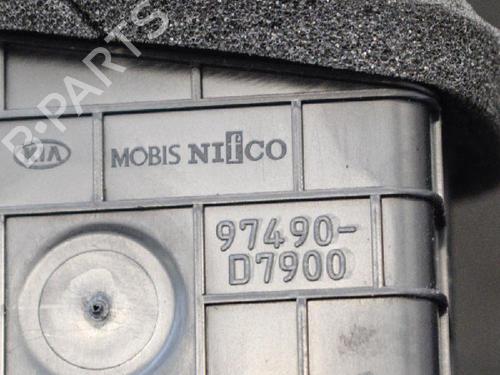 B-PARTS
KIA MOBIS NIfCO
97490-
D7900